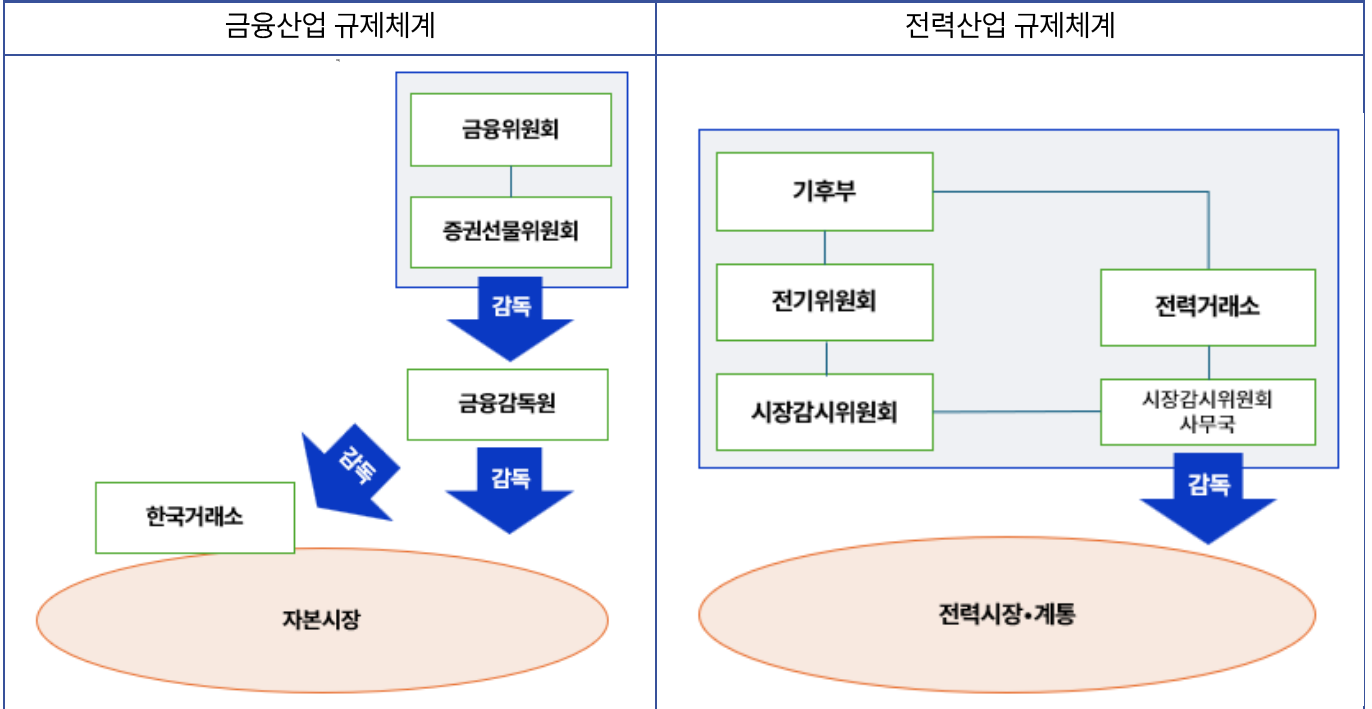 금융산업 규제체계
전력산업 규제체계
금융위원회
증권선물위원회
감독
금융감독원
감독
감독
한국거래소
자본시장
기후부
전기위원회
전력거래소
시장감시위원회
시장감시위원회
사무국
감독
전력시장•계통